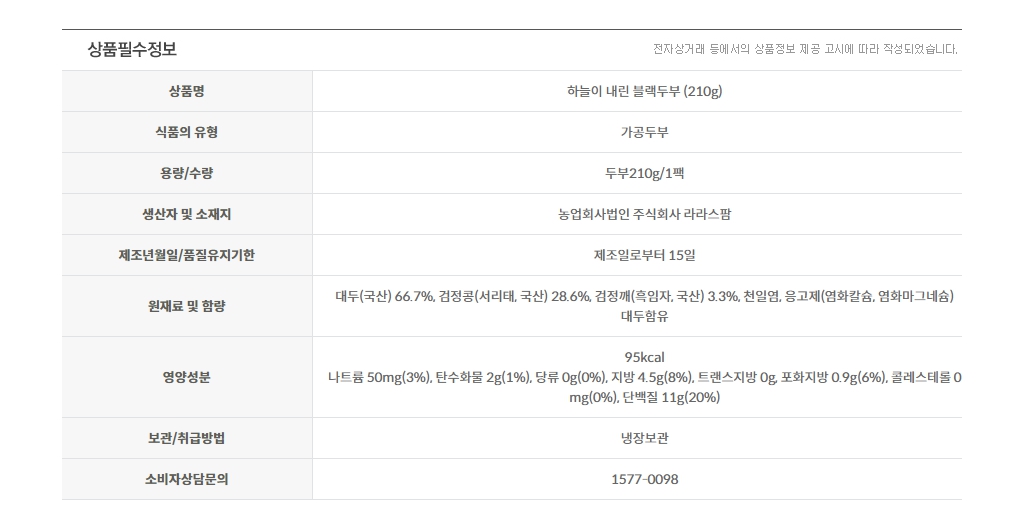 상품필수정보
전자상거래 등에서의 상품정보 제공 고시에 따라 작성되었습니다.
상품명
하늘이 내린 블랙두부 (210g)
식품의 유형
가공두부
용량/수량
두부210g/1팩
생산자 및 소재지
농업회사법인 주식회사 라라스팜
제조년월일/품질유지기한
제조일로부터 15일
원재료 및 함량
대두(국산) 66.7%, 검정콩(서리태, 국산) 28.6%, 검정깨(흑임자, 국산) 3.3%, 천일염, 응고제(염화칼슘, 염화마그네슘)
대두함유
영양성분
95kcal
나트륨 50mg(3%), 탄수화물 2g(1%), 당류 0g(0%), 지방 4.5g(8%), 트랜스지방 0g, 포화지방 0.9g(6%), 콜레스테롤 0
mg(0%), 단백질 11g(20%)
보관/취급방법
냉장보관
소비자상담문의
1577-0098